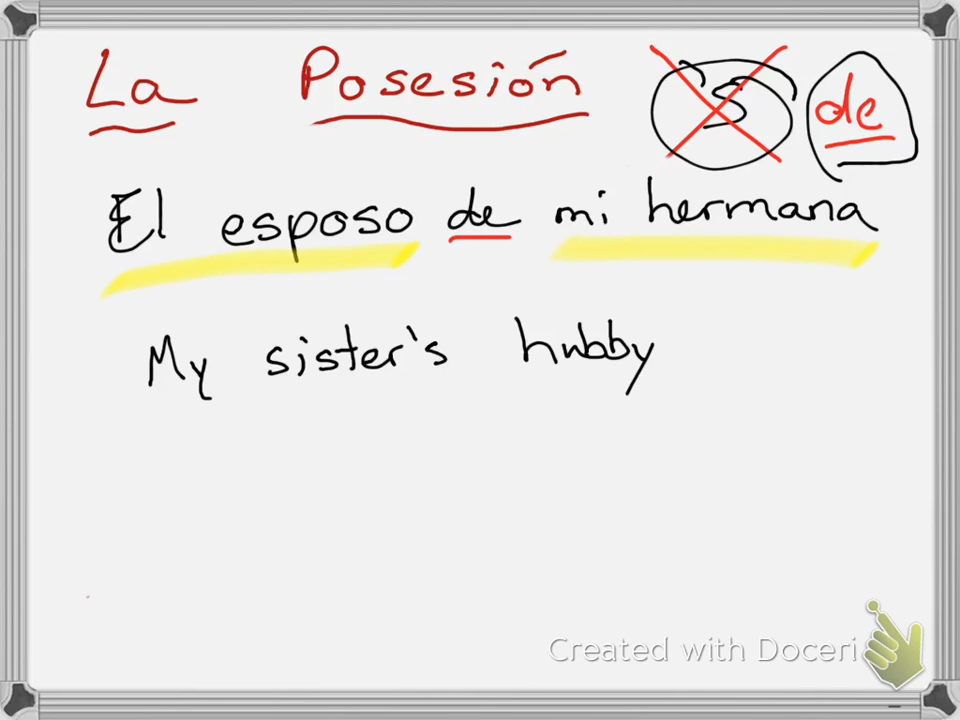 La Posesión 's de
El esposo de mi hermana
My sister's hubby
Created with Doceri